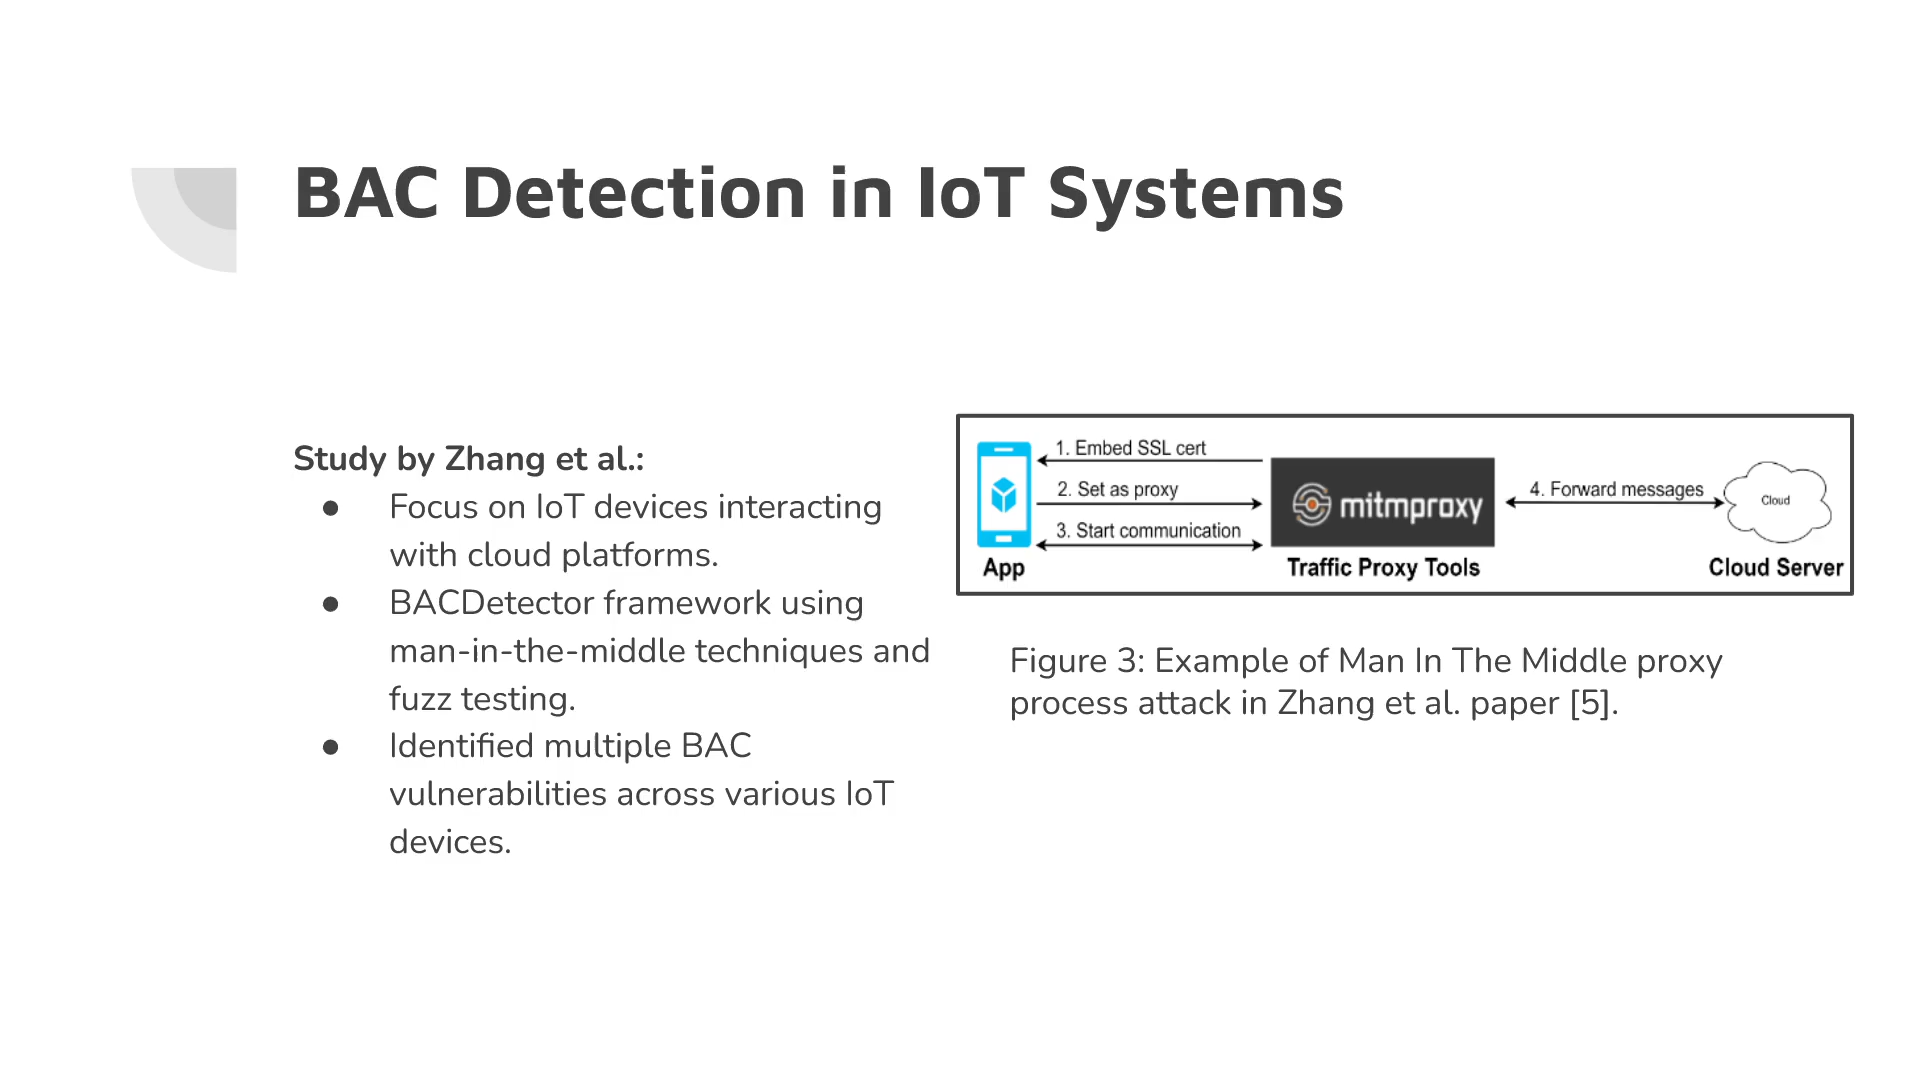 BAC Detection in IoT Systems
Study by Zhang et al.:
● Focus on IoT devices interacting
with cloud platforms.
● BACDetector framework using
man-in-the-middle techniques and
fuzz testing.
● Identified multiple BAC
vulnerabilities across various IoT
devices.
1. Embed SSL cert
2. Set as proxy
3. Start communication
App
mitmproxy
Traffic Proxy Tools
4. Forward messages
Cloud
Cloud Server
Figure 3: Example of Man In The Middle proxy
process attack in Zhang et al. paper [5].